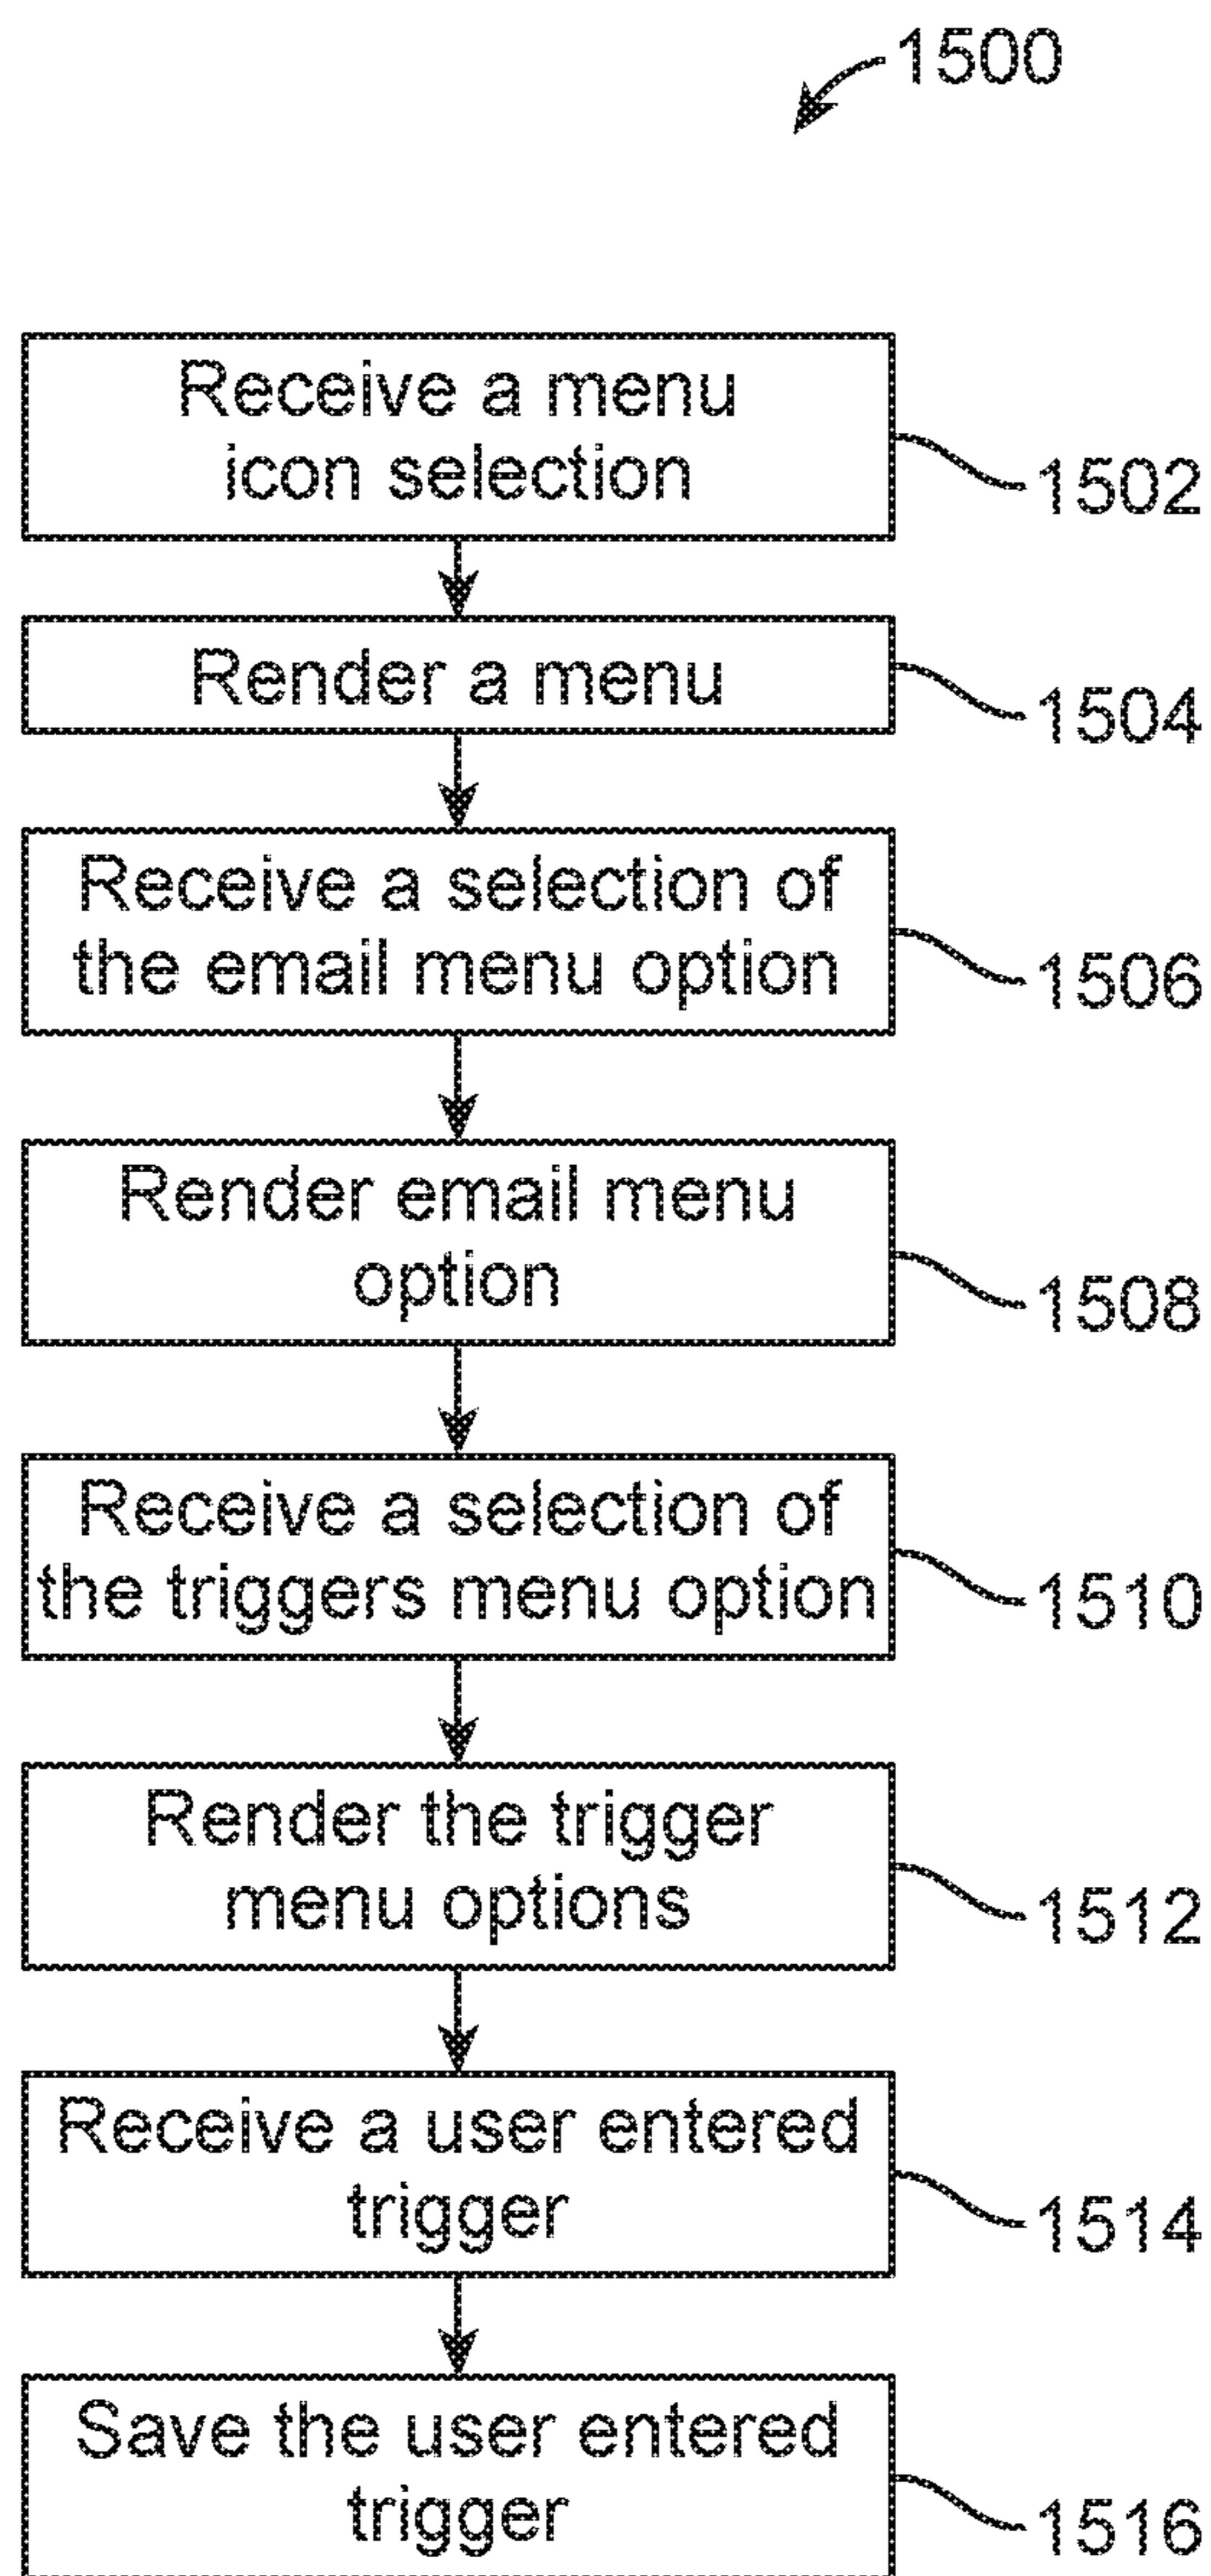 1500
Receive a menu
icon selection
1502
Render a menu
1504
Receive a selection of
the email menu option
1506
Render email menu
option
1508
Receive a selection of
the triggers menu option
1510
Render the trigger
menu options
1512
Receive a user entered
trigger
1514
Save the user entered
trigger
1516